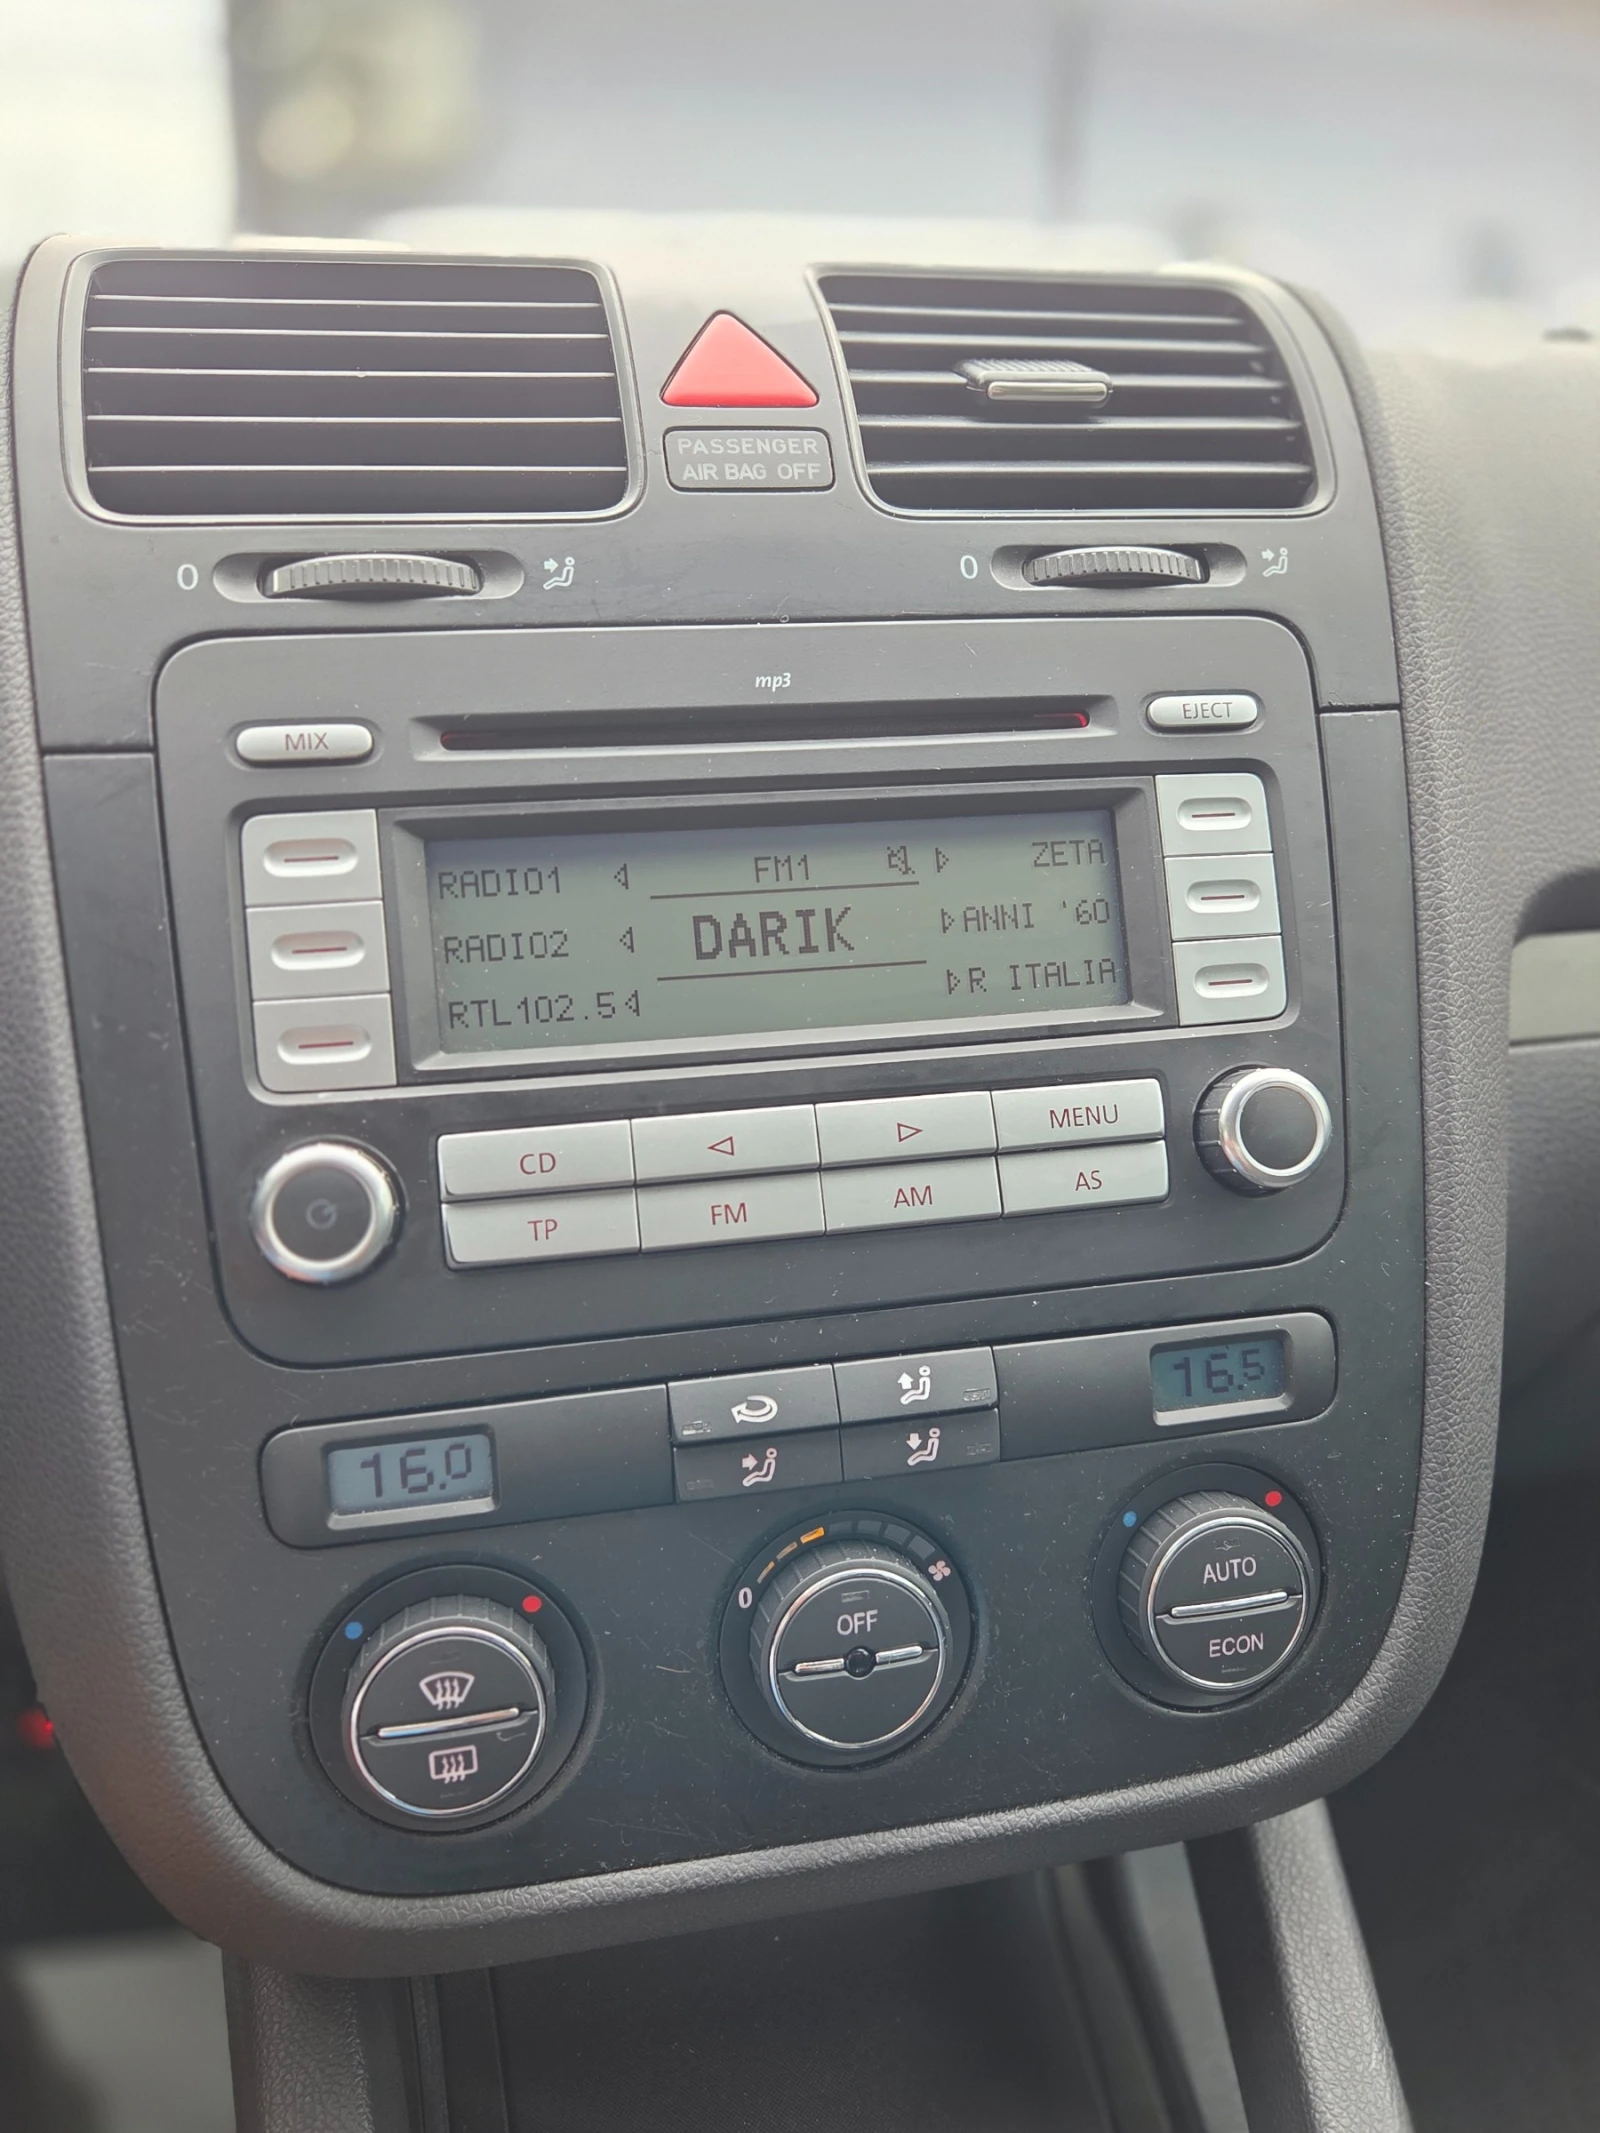 PASSENGER
AIR BAG OFF
0
0
mp3
MIX
EJECT
RADIO1 FM1 ZETA
RADIO2 DARIK ANNI '60
RTL102.5 R ITALIA
CD MENU
TP FM AM AS
16.0
16.5
0
OFF
AUTO
ECON